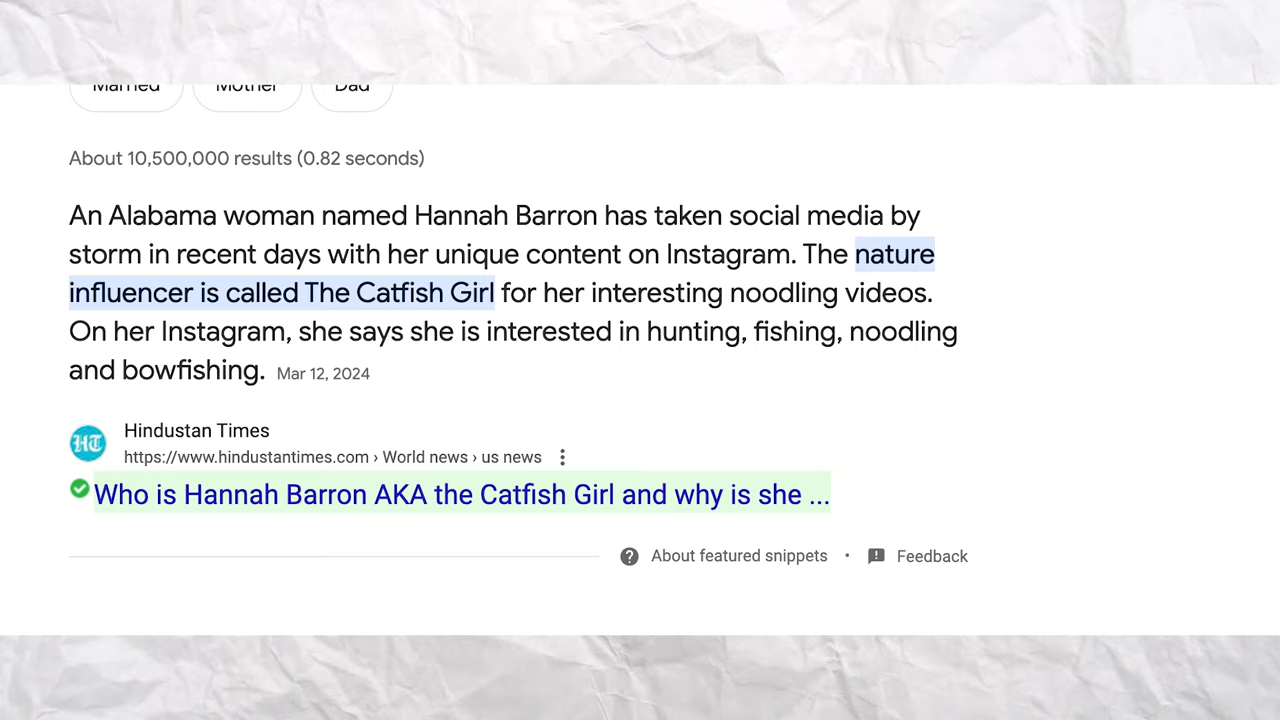 Married Mother Dad
About 10,500,000 results (0.82 seconds)
An Alabama woman named Hannah Barron has taken social media by
storm in recent days with her unique content on Instagram. The nature
influencer is called The Catfish Girl for her interesting noodling videos.
On her Instagram, she says she is interested in hunting, fishing, noodling
and bowfishing. Mar 12, 2024
HT
Hindustan Times
https://www.hindustantimes.com › World news › us news
Who is Hannah Barron AKA the Catfish Girl and why is she ...
About featured snippets • Feedback